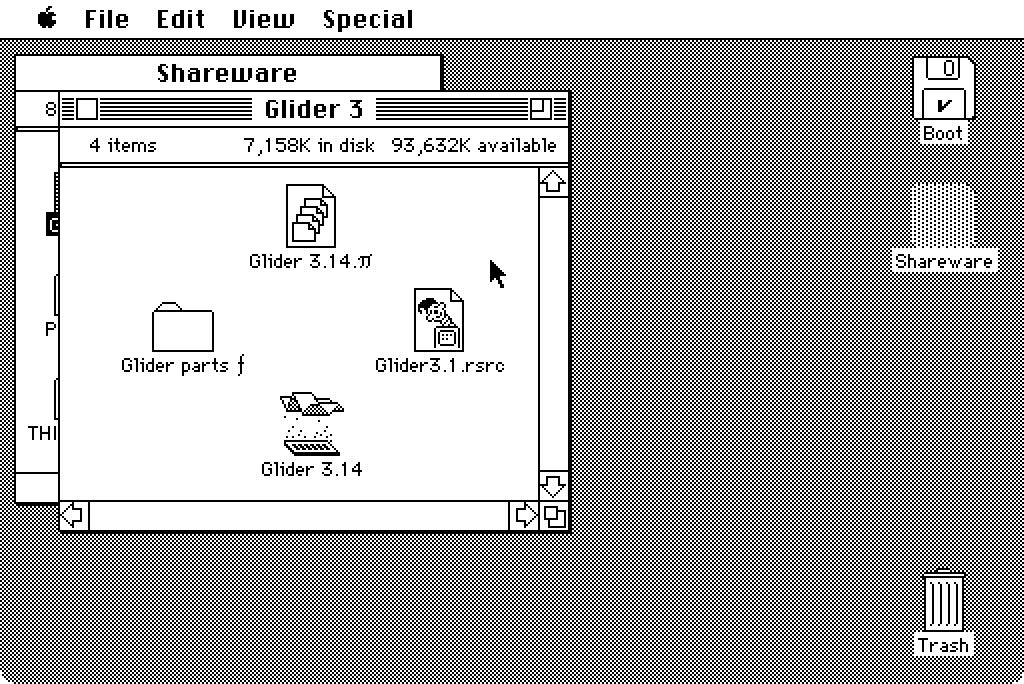 File Edit View Special
Shareware
8
Glider 3
4 items 7,158K in disk 93,632K available
Glider 3.14.π
Glider parts ƒ
Glider3.1.rsrc
Glider 3.14
P
THI
0
Boot
Shareware
Trash